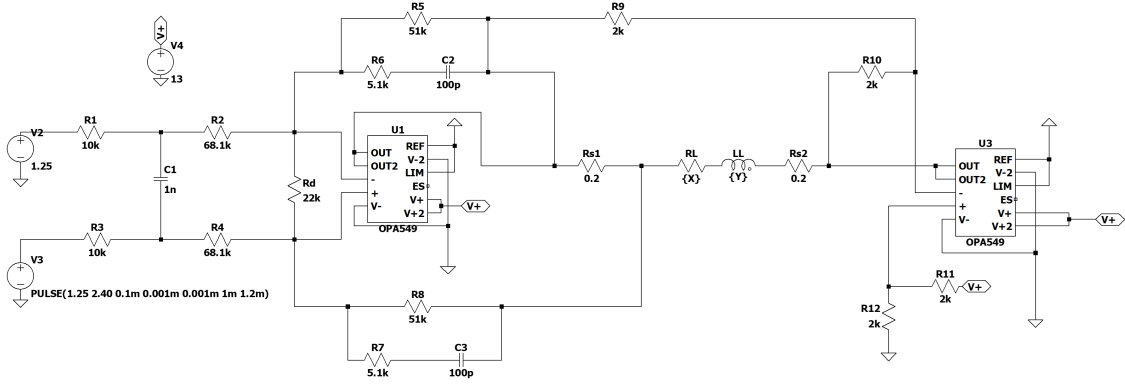 R5
51k
R9
2k
V+
V4
13
R6
5.1k
C2
100p
R10
2k
V2
1.25
R1
10k
R2
68.1k
C1
1n
Rd
22k
U1
OUT
OUT2
-
+
V-
REF
V-2
LIM
ES
V+
V+2
OPA549
V+
Rs1
0.2
RL
{X}
LL
{Y}
Rs2
0.2
U3
OUT
OUT2
-
+
V-
REF
V-2
LIM
ES
V+
V+2
OPA549
V+
R3
10k
R4
68.1k
V3
PULSE(1.25 2.40 0.1m 0.001m 0.001m 1m 1.2m)
R8
51k
R7
5.1k
C3
100p
R11
2k
V+
R12
2k